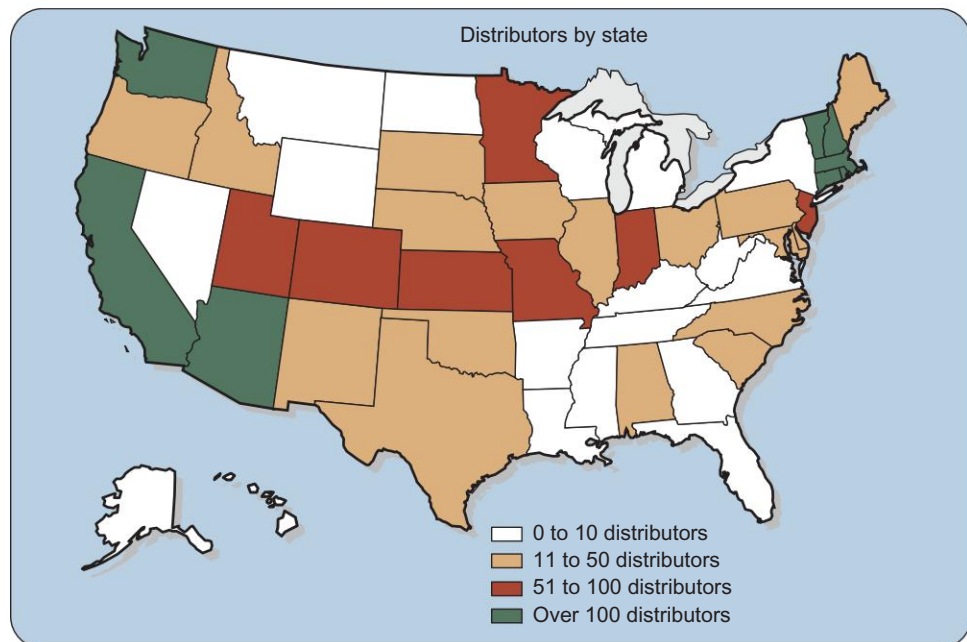 Distributors by state
0 to 10 distributors
11 to 50 distributors
51 to 100 distributors
Over 100 distributors